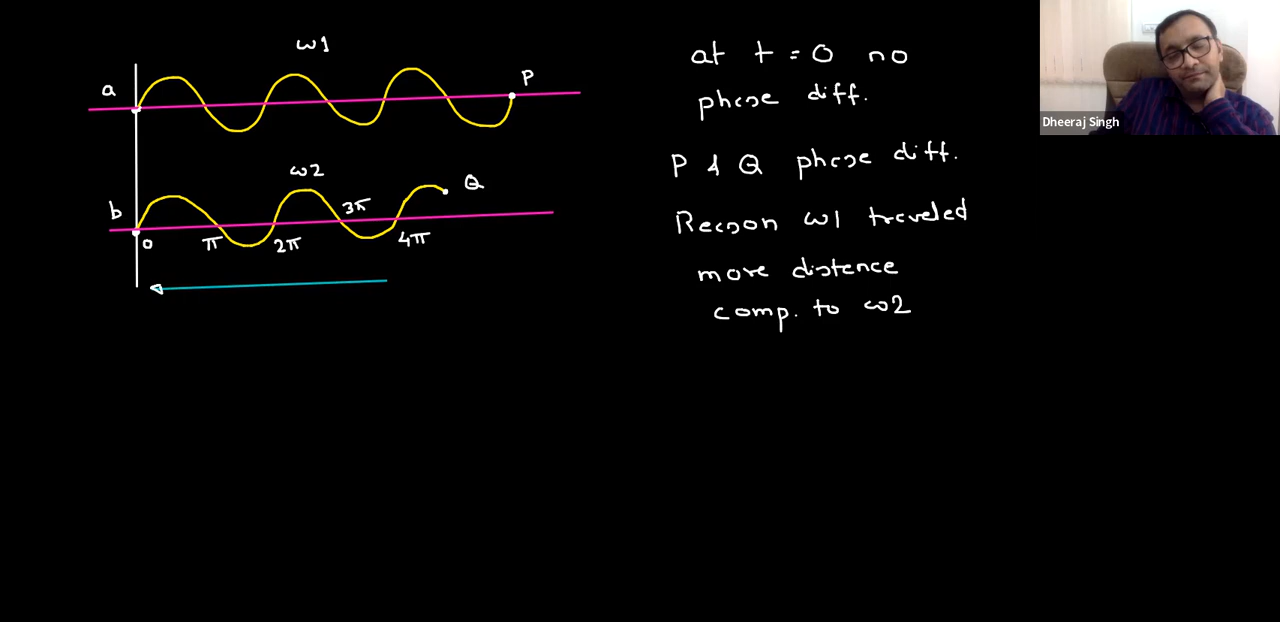 ω1
a
P
ω2
b
Q
0
π
2π
3π
4π
at t = 0 no
phase diff.
P & Q phase diff.
Reason ω1 traveled
more distence
comp. to ω2
Dheeraj Singh